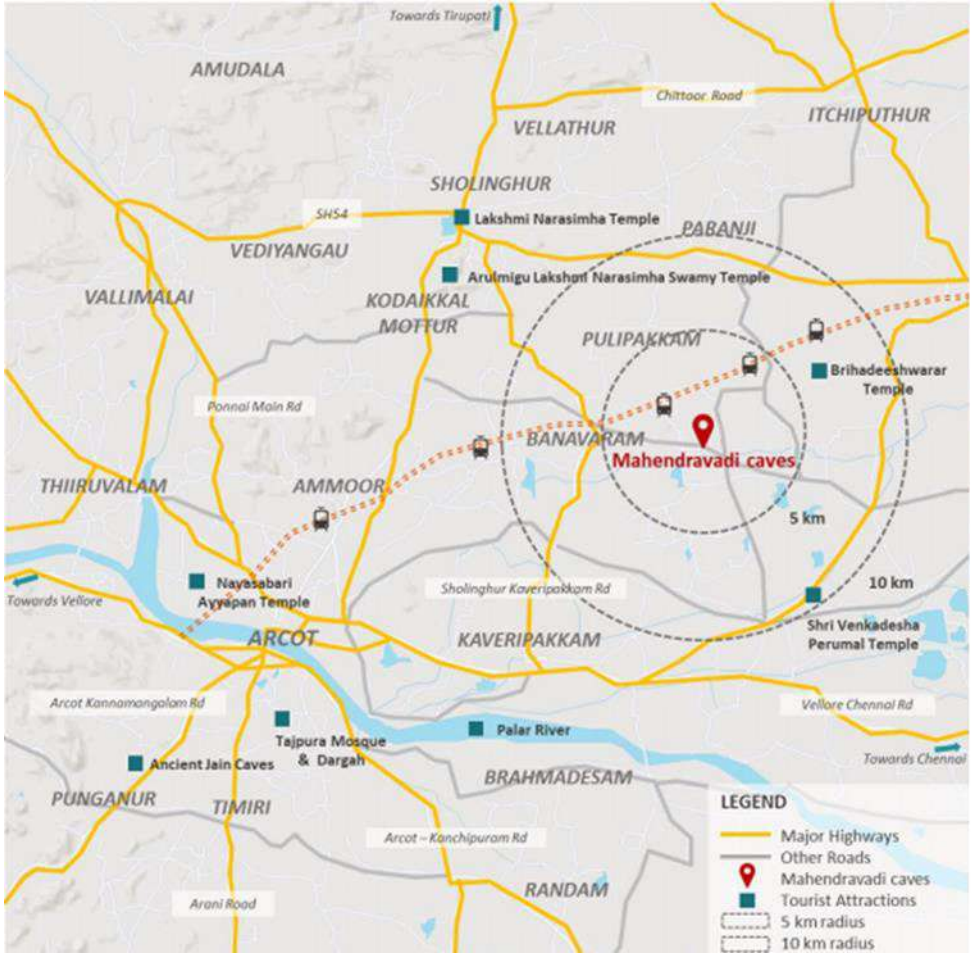 Towards Tirupati
AMUDALA
Chittoor Road
ITCHIPUTHUR
VELLATHUR
SHOLINGHUR
SH54
Lakshmi Narasimha Temple
PABANJI
VEDIYANGAU
Arulmigu Lakshmi Narasimha Swamy Temple
VALLIMALAI
KODAIKKAL
MOTTUR
PULIPAKKAM
Brihadeeshwarar
Temple
Ponnai Main Rd
BANAVARAM
Mahendravadi caves
THIIRUVALAM
AMMOOR
5 km
10 km
Nayasabari
Ayyapan Temple
Towards Vellore
Sholinghur Kaveripakkam Rd
Shri Venkadesha
Perumal Temple
ARCOT
KAVERIPAKKAM
Arcot Kannamangalam Rd
Vellore Chennai Rd
Palar River
Tajpura Mosque
& Dargah
Towards Chennai
Ancient Jain Caves
BRAHMADESAM
PUNGANUR
TIMIRI
Arcot – Kanchipuram Rd
RANDAM
Arani Road
LEGEND
Major Highways
Other Roads
Mahendravadi caves
Tourist Attractions
5 km radius
10 km radius